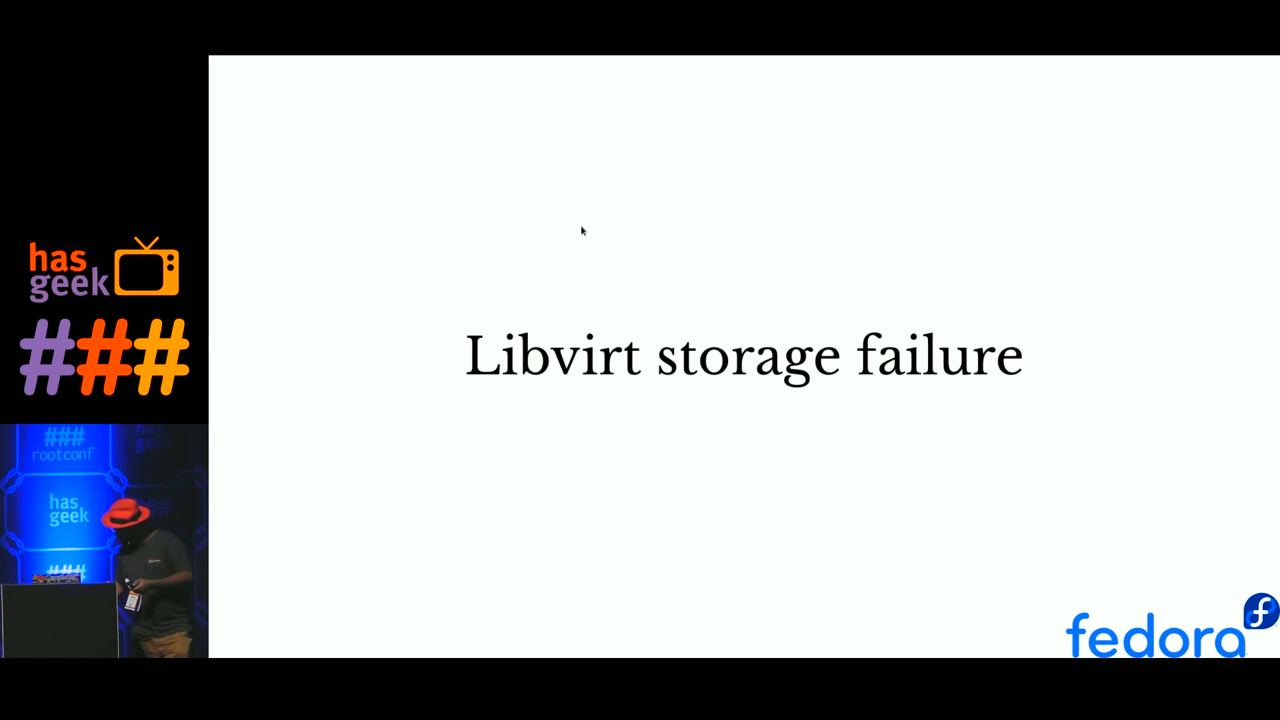 has
geek
###
###
rootconf
has
geek
###
Libvirt storage failure
fedora